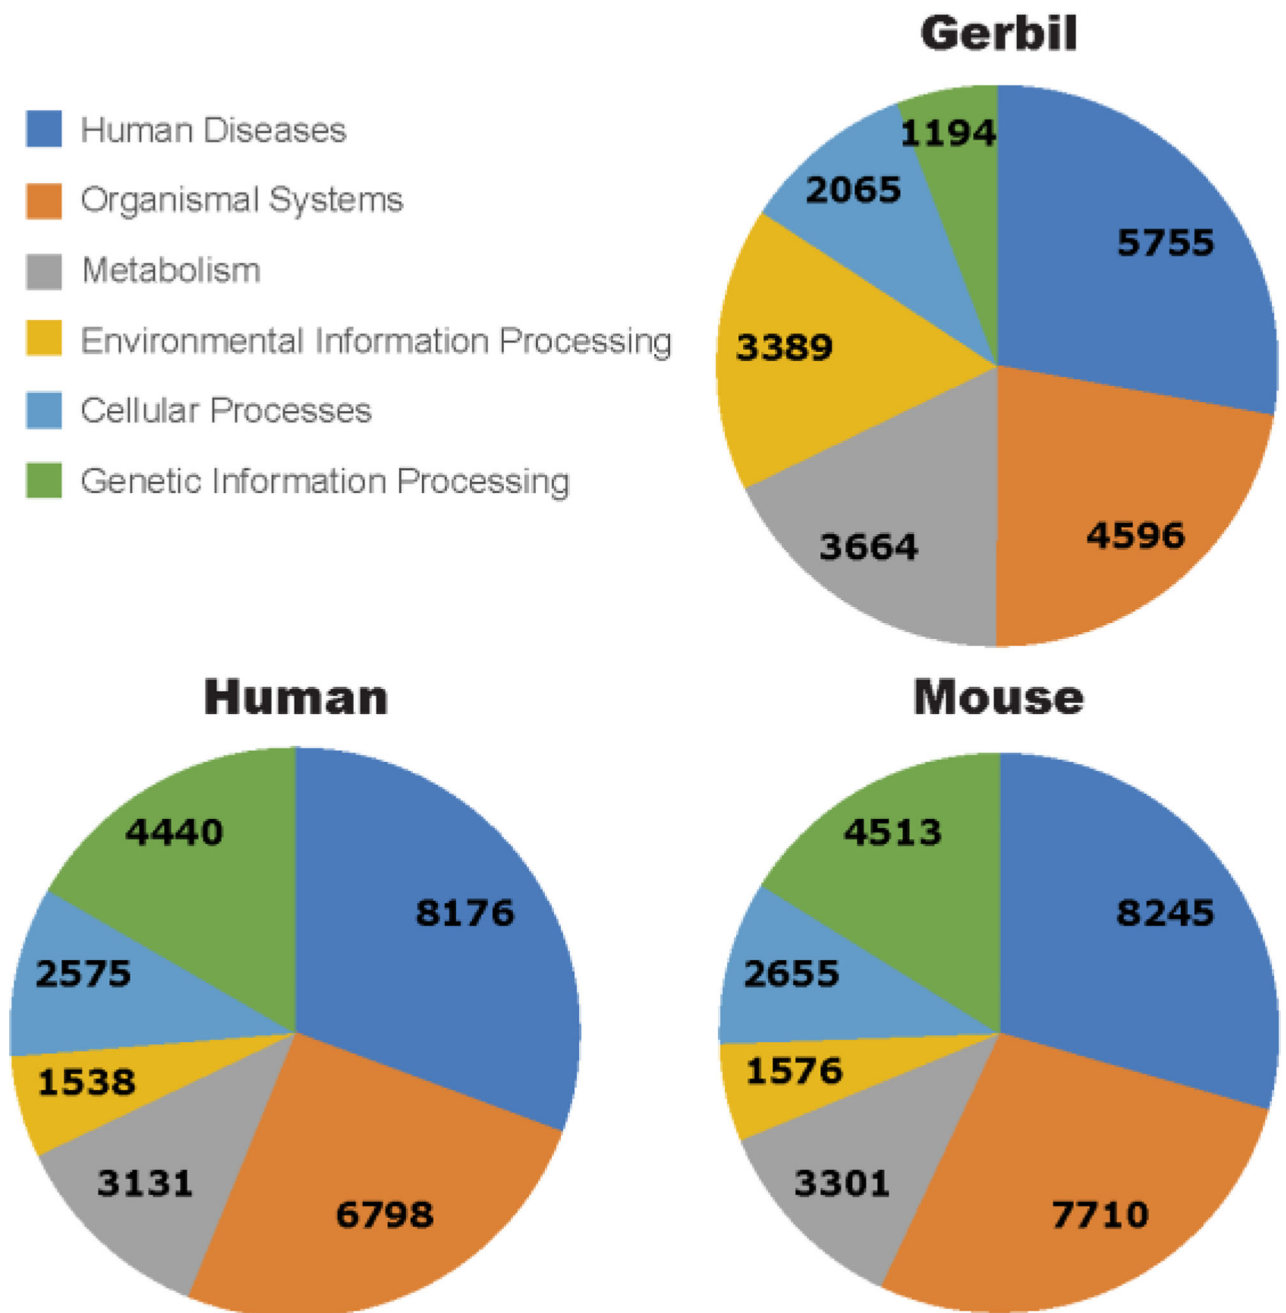 Gerbil
Human Diseases
Organismal Systems
Metabolism
Environmental Information Processing
Cellular Processes
Genetic Information Processing
1194
2065
5755
3389
4596
3664
Human
4440
8176
2575
1538
3131
6798
Mouse
4513
8245
2655
1576
3301
7710